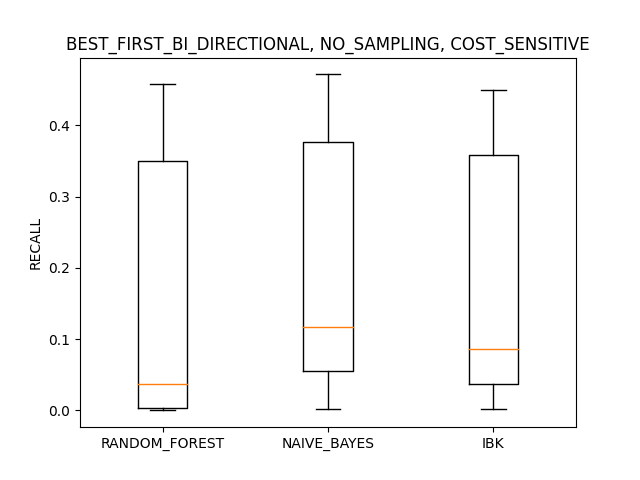 BEST_FIRST_BI_DIRECTIONAL, NO_SAMPLING, COST_SENSITIVE
RECALL
0.4
0.3
0.2
0.1
0.0
RANDOM_FOREST NAIVE_BAYES IBK